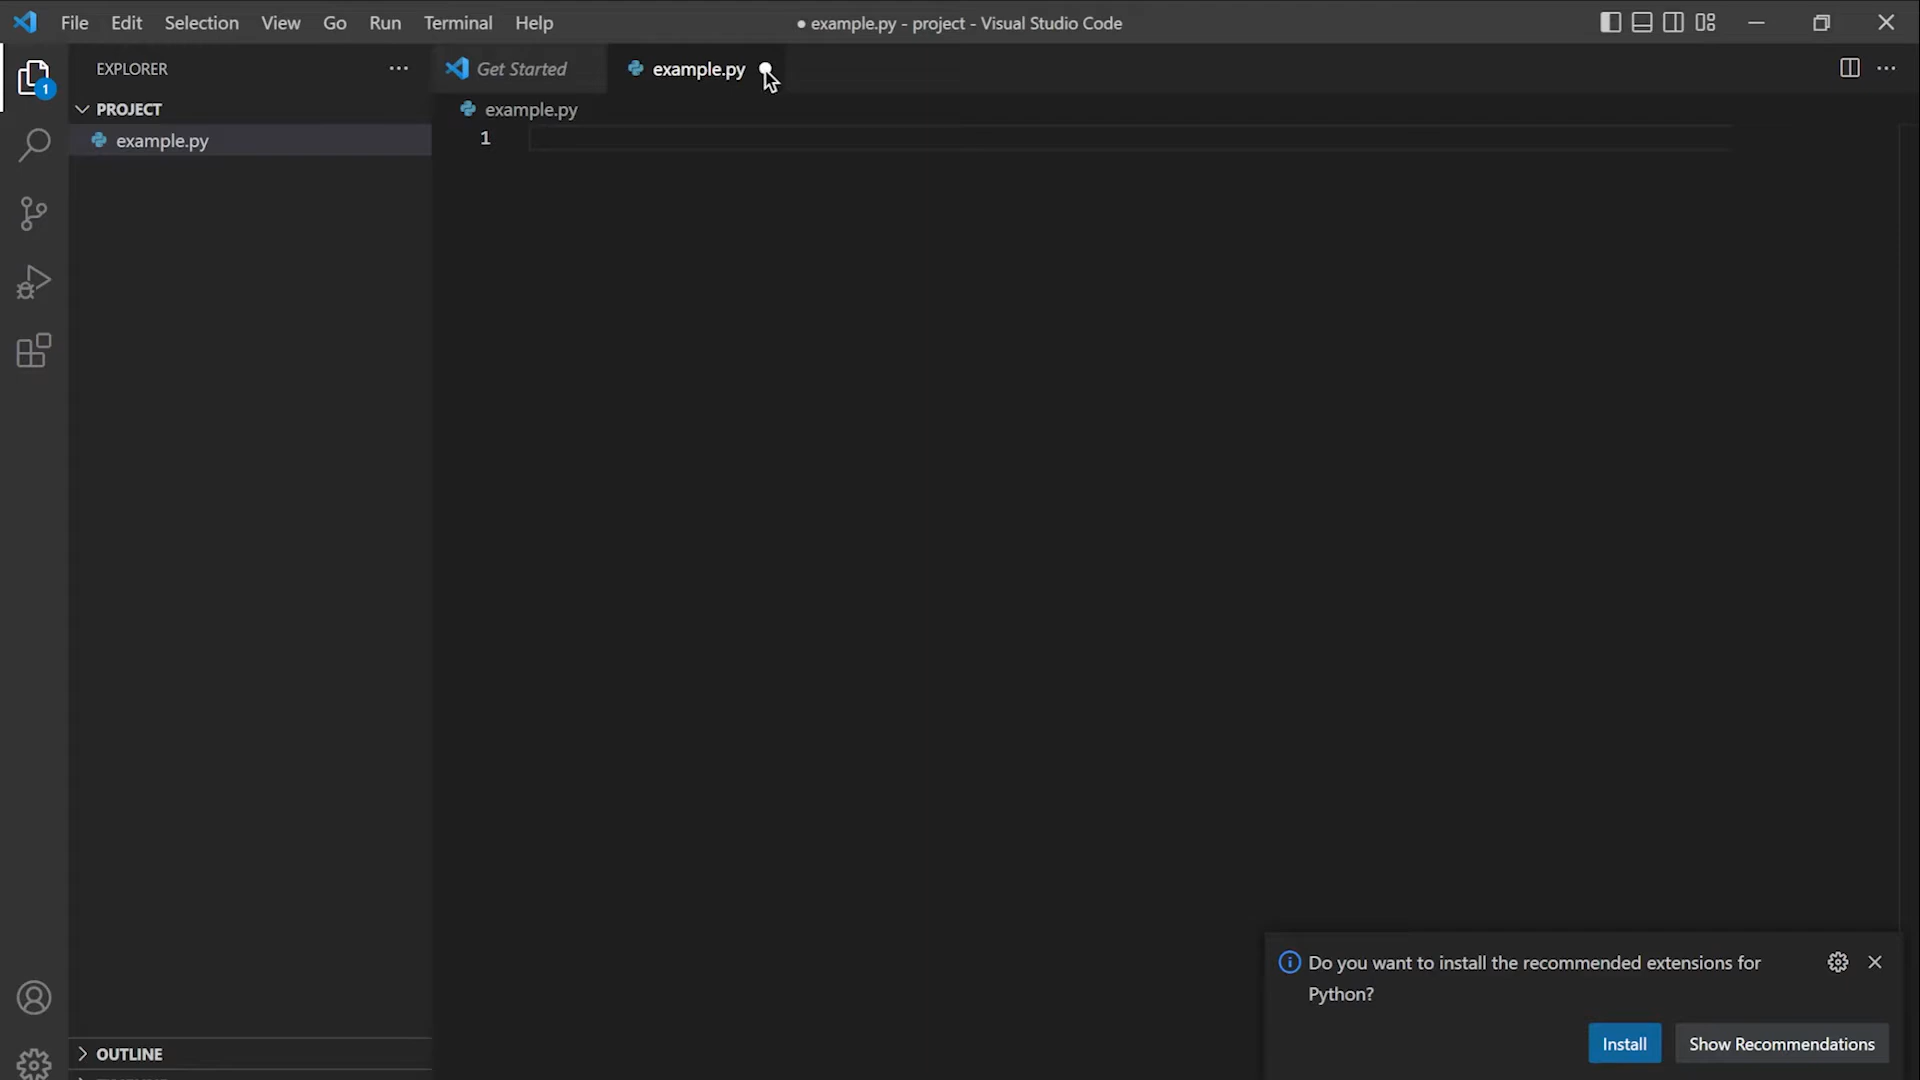 File Edit Selection View Go Run Terminal Help
● example.py - project - Visual Studio Code
EXPLORER
Get Started
example.py
1
PROJECT
example.py
example.py
1
Do you want to install the recommended extensions for
Python?
Install
Show Recommendations
OUTLINE